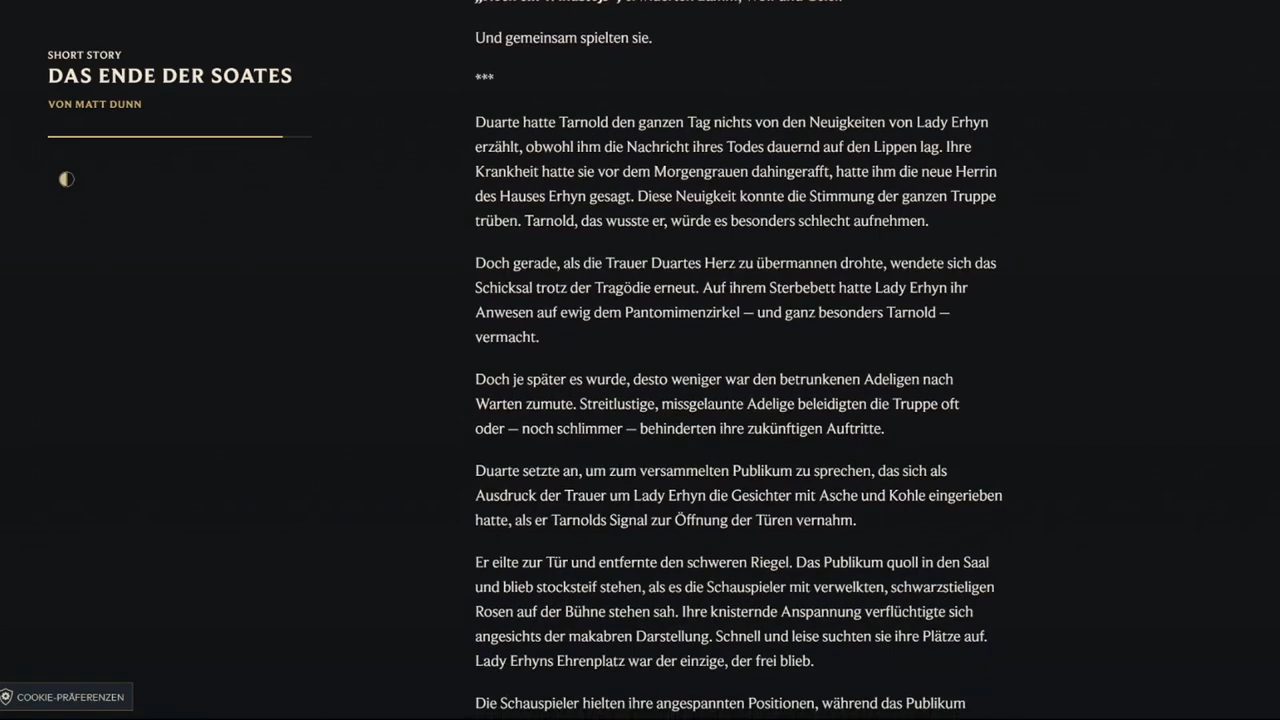 SHORT STORY
DAS ENDE DER SOATES
VON MATT DUNN
Und gemeinsam spielten sie.
***
Duarte hatte Tarnold den ganzen Tag nichts von den Neuigkeiten von Lady Erhyn
erzählt, obwohl ihm die Nachricht ihres Todes dauernd auf den Lippen lag. Ihre
Krankheit hatte sie vor dem Morgengrauen dahingerafft, hatte ihm die neue Herrin
des Hauses Erhyn gesagt. Diese Neuigkeit konnte die Stimmung der ganzen Truppe
trüben. Tarnold, das wusste er, würde es besonders schlecht aufnehmen.
Doch gerade, als die Trauer Duartes Herz zu übermannen drohte, wendete sich das
Schicksal trotz der Tragödie erneut. Auf ihrem Sterbebett hatte Lady Erhyn ihr
Anwesen auf ewig dem Pantomimenzirkel — und ganz besonders Tarnold —
vermacht.
Doch je später es wurde, desto weniger war den betrunkenen Adeligen nach
Warten zumute. Streitlustige, missgelaunte Adelige beleidigten die Truppe oft
oder — noch schlimmer — behinderten ihre zukünftigen Auftritte.
Duarte setzte an, um zum versammelten Publikum zu sprechen, das sich als
Ausdruck der Trauer um Lady Erhyn die Gesichter mit Asche und Kohle eingerieben
hatte, als er Tarnolds Signal zur Öffnung der Türen vernahm.
Er eilte zur Tür und entfernte den schweren Riegel. Das Publikum quoll in den Saal
und blieb stocksteif stehen, als es die Schauspieler mit verwelkten, schwarzstieligen
Rosen auf der Bühne stehen sah. Ihre knisternde Anspannung verflüchtigte sich
angesichts der makabren Darstellung. Schnell und leise suchten sie ihre Plätze auf.
Lady Erhyns Ehrenplatz war der einzige, der frei blieb.
COOKIE-PRÄFERENZEN
Die Schauspieler hielten ihre angespannten Positionen, während das Publikum